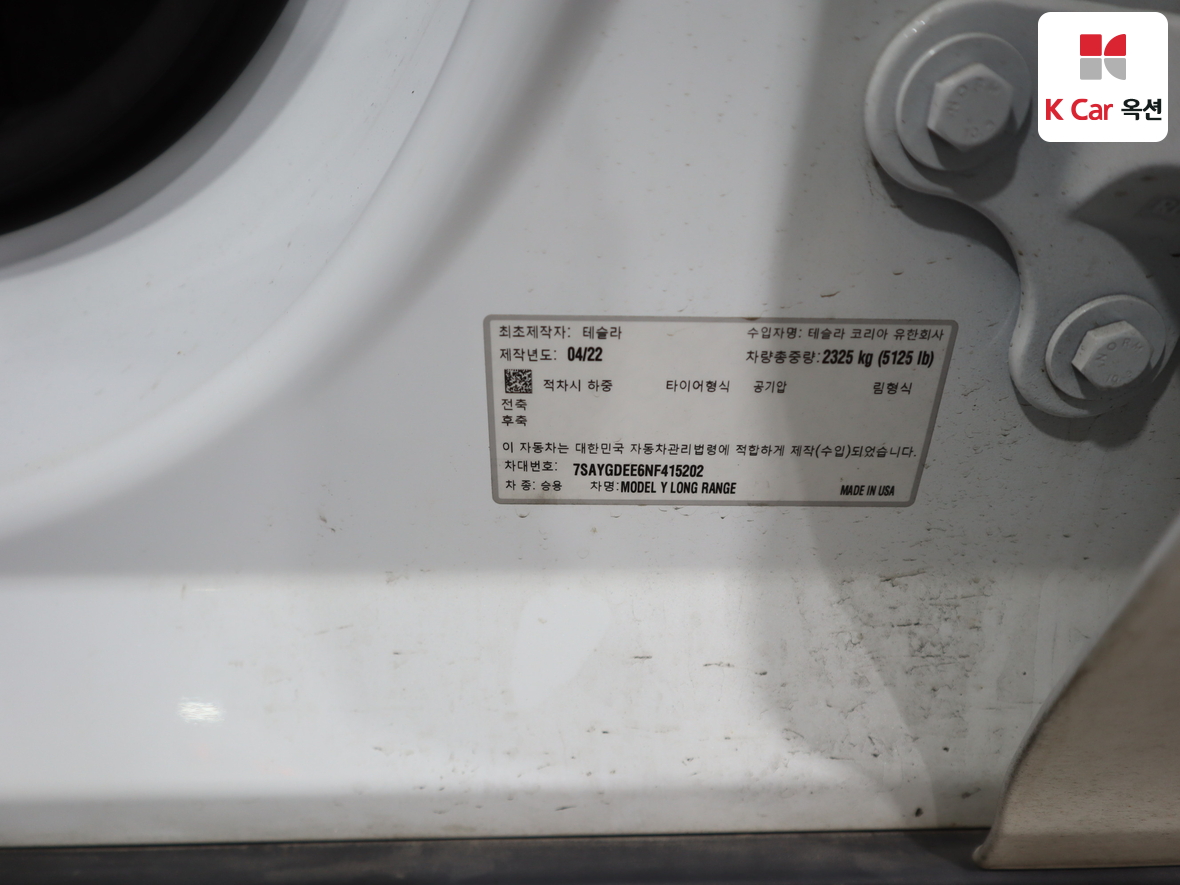 K Car 옥션
최초제작자: 테슬라 수입자명: 테슬라 코리아 유한회사
제작년도: 04/22 차량총중량: 2325 kg (5125 lb)
적차시 하중 타이어형식 공기압 림형식
전축
후축
이 자동차는 대한민국 자동차관리법령에 적합하게 제작(수입)되었습니다.
차대번호: 7SAYGDEE6NF415202
차 종: 승용 차명: MODEL Y LONG RANGE MADE IN USA